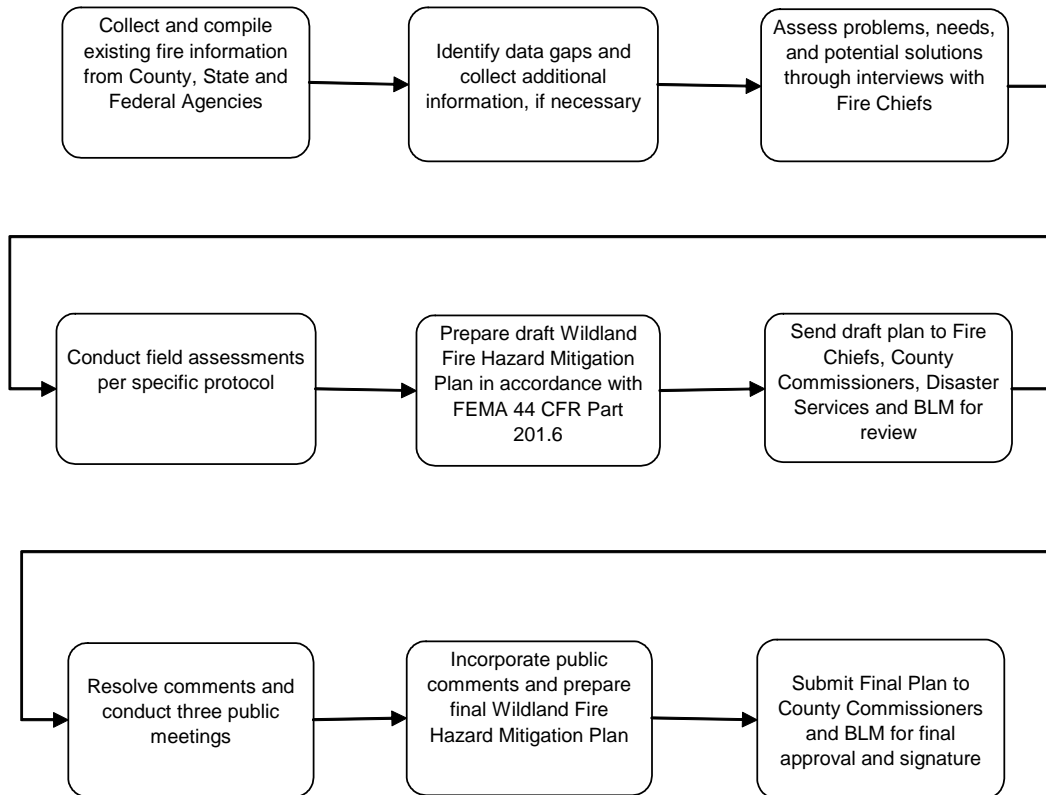 Collect and compile
existing fire information
from County, State and
Federal Agencies
Identify data gaps and
collect additional
information, if necessary
Assess problems, needs,
and potential solutions
through interviews with
Fire Chiefs
Conduct field assessments
per specific protocol
Prepare draft Wildland
Fire Hazard Mitigation
Plan in accordance with
FEMA 44 CFR Part
201.6
Send draft plan to Fire
Chiefs, County
Commissioners, Disaster
Services and BLM for
review
Resolve comments and
conduct three public
meetings
Incorporate public
comments and prepare
final Wildland Fire
Hazard Mitigation Plan
Submit Final Plan to
County Commissioners
and BLM for final
approval and signature